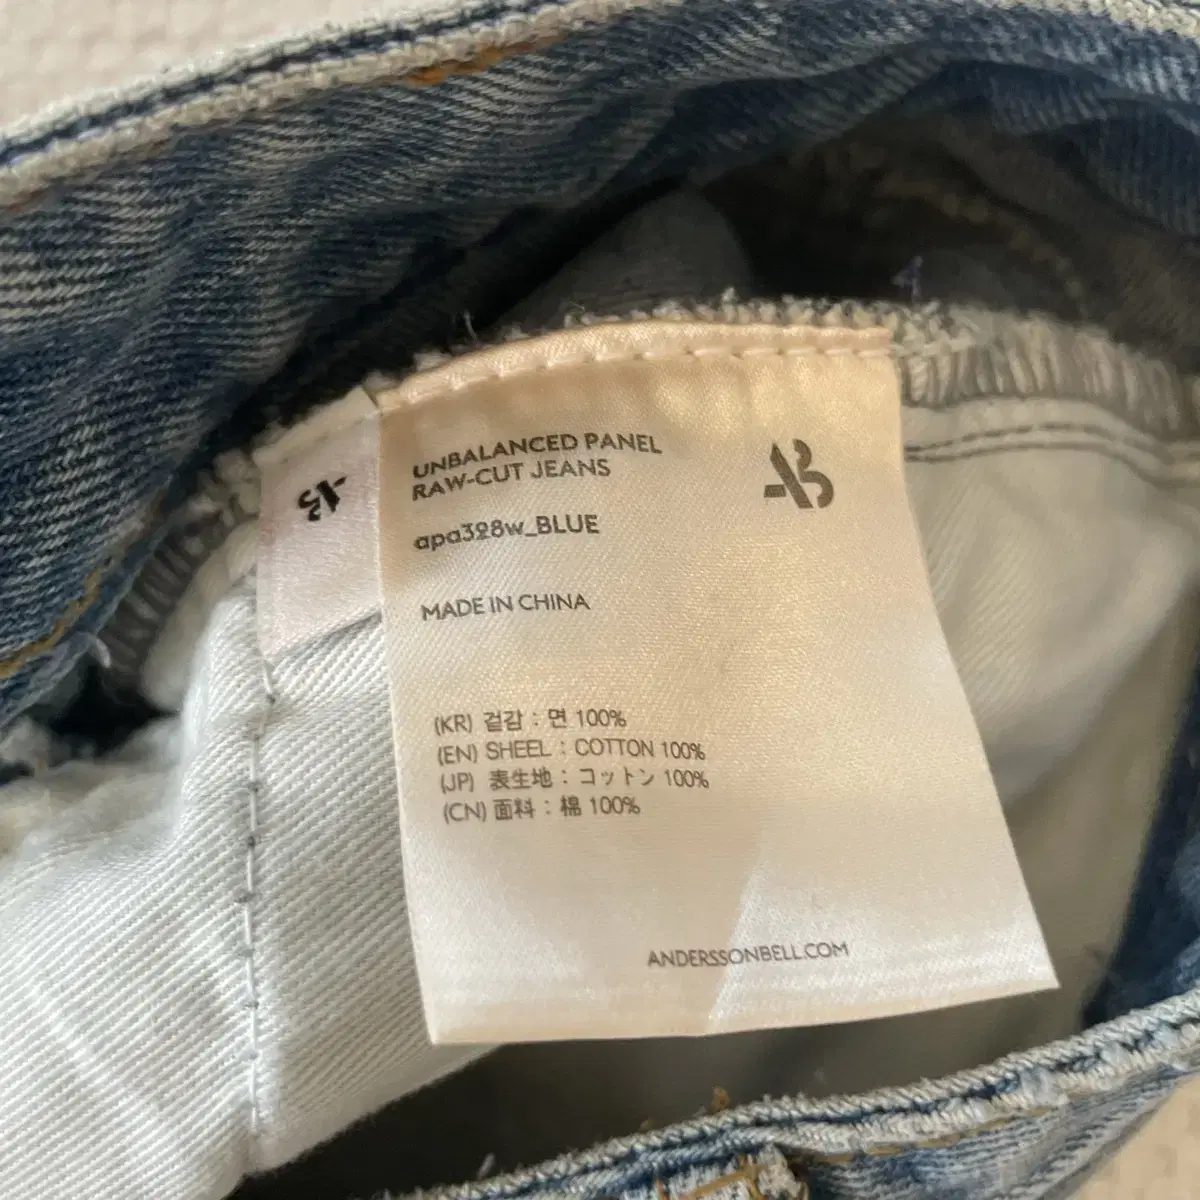 UNBALANCED PANEL
RAW-CUT JEANS
AB
apa328w_BLUE
MADE IN CHINA
(KR) 겉감 : 면 100%
(EN) SHEEL : COTTON 100%
(JP) 表生地 : コットン 100%
(CN) 面料 : 棉 100%
ANDERSSONBELL.COM